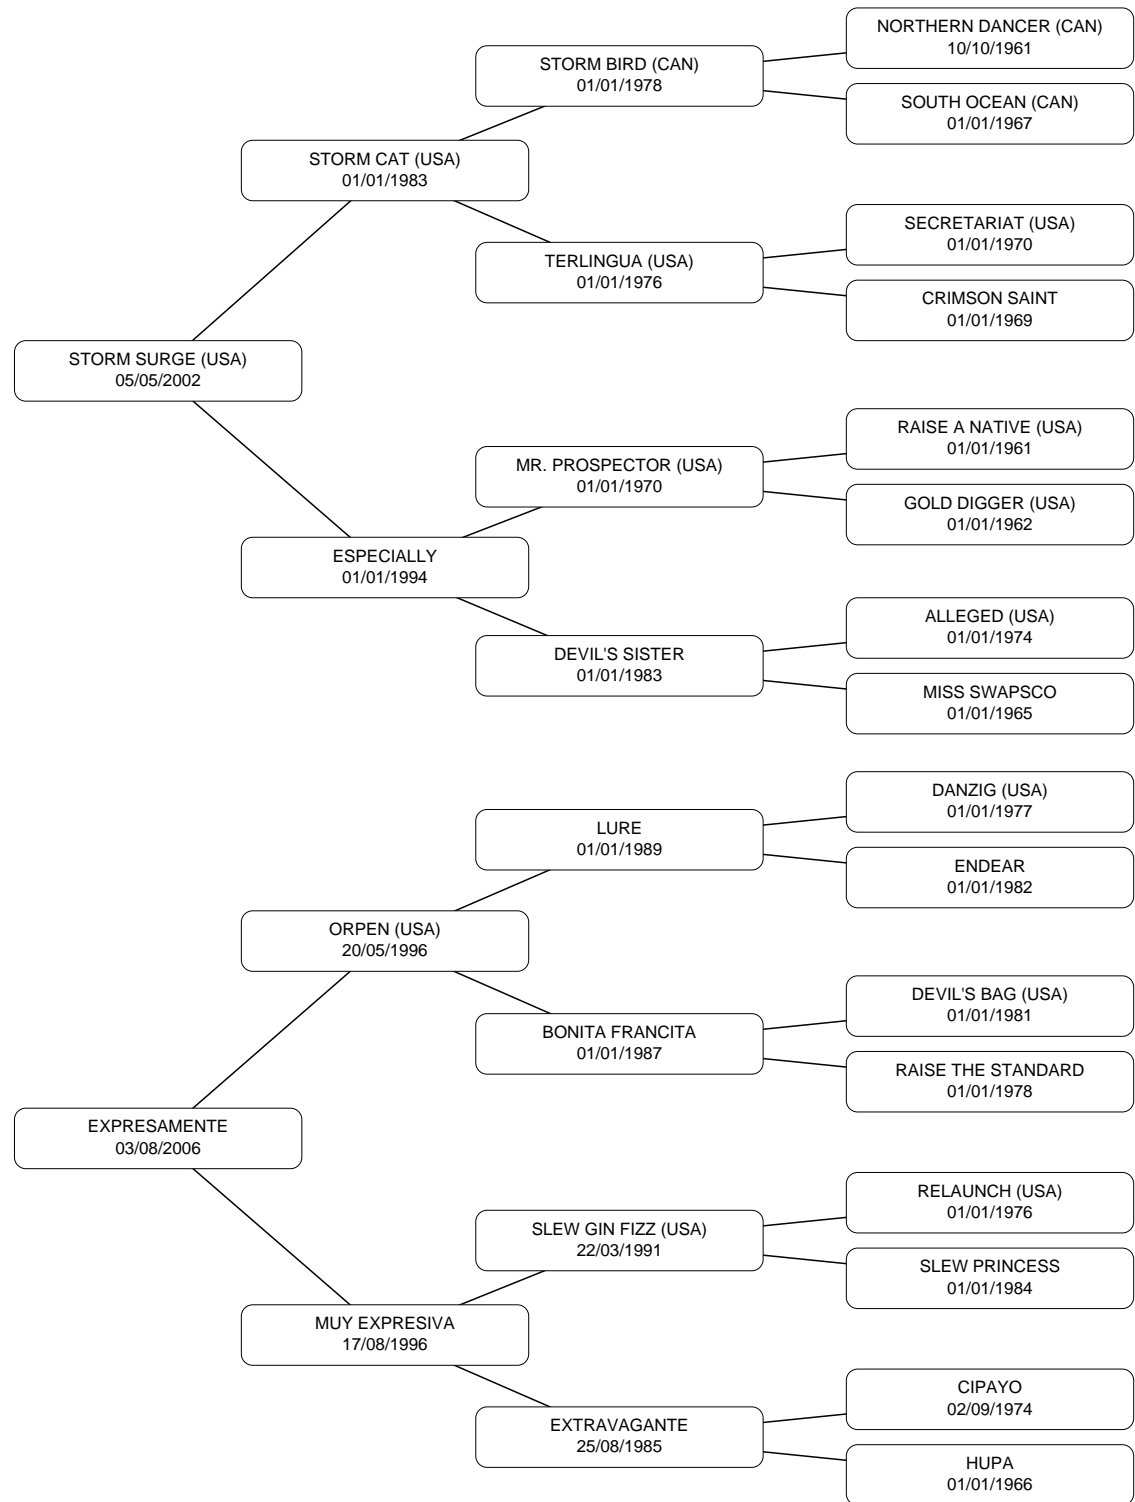 NORTHERN DANCER (CAN)
10/10/1961
STORM BIRD (CAN)
01/01/1978
SOUTH OCEAN (CAN)
01/01/1967
STORM CAT (USA)
01/01/1983
SECRETARIAT (USA)
01/01/1970
TERLINGUA (USA)
01/01/1976
CRIMSON SAINT
01/01/1969
STORM SURGE (USA)
05/05/2002
RAISE A NATIVE (USA)
01/01/1961
MR. PROSPECTOR (USA)
01/01/1970
GOLD DIGGER (USA)
01/01/1962
ESPECIALLY
01/01/1994
ALLEGED (USA)
01/01/1974
DEVIL'S SISTER
01/01/1983
MISS SWAPSCO
01/01/1965
DANZIG (USA)
01/01/1977
LURE
01/01/1989
ENDEAR
01/01/1982
ORPEN (USA)
20/05/1996
DEVIL'S BAG (USA)
01/01/1981
BONITA FRANCITA
01/01/1987
RAISE THE STANDARD
01/01/1978
EXPRESAMENTE
03/08/2006
RELAUNCH (USA)
01/01/1976
SLEW GIN FIZZ (USA)
22/03/1991
SLEW PRINCESS
01/01/1984
MUY EXPRESIVA
17/08/1996
CIPAYO
02/09/1974
EXTRAVAGANTE
25/08/1985
HUPA
01/01/1966